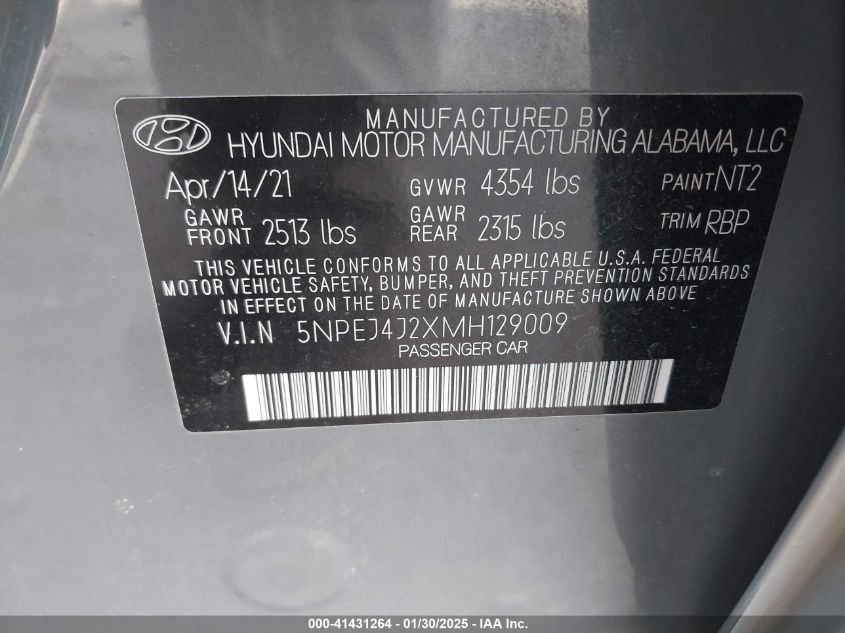 MANUFACTURED BY
HYUNDAI MOTOR MANUFACTURING ALABAMA, LLC
Apr/14/21 GVWR 4354 lbs PAINT NT2
GAWR FRONT 2513 lbs GAWR REAR 2315 lbs TRIM RBP
THIS VEHICLE CONFORMS TO ALL APPLICABLE U.S.A. FEDERAL
MOTOR VEHICLE SAFETY, BUMPER, AND THEFT PREVENTION STANDARDS
IN EFFECT ON THE DATE OF MANUFACTURE SHOWN ABOVE
V.I.N 5NPEJ4J2XMH129009
PASSENGER CAR
000-41431264 - 01/30/2025 - IAA Inc.